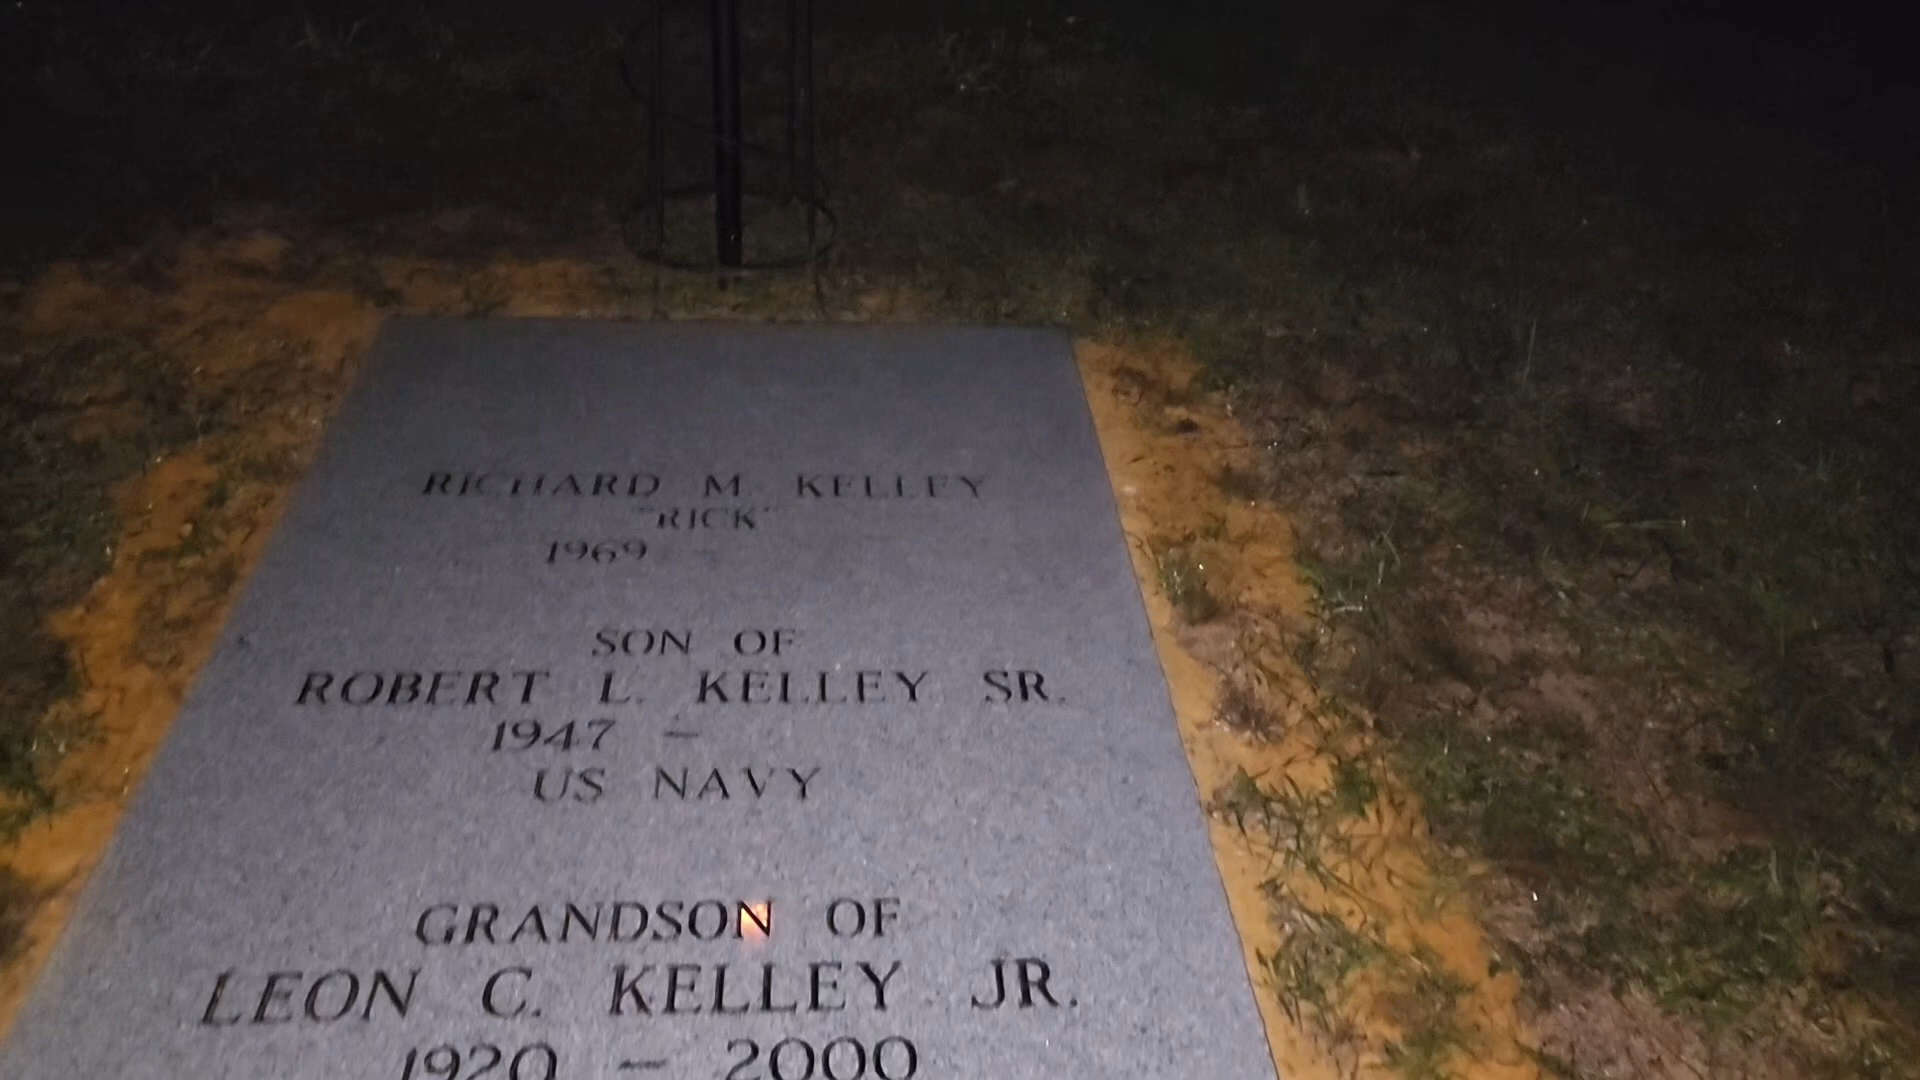 RICHARD M. KELLEY
"RICK"
1969 -
SON OF
ROBERT L. KELLEY SR.
1947 -
US NAVY
GRANDSON OF
LEON C. KELLEY JR.
1920 - 2000